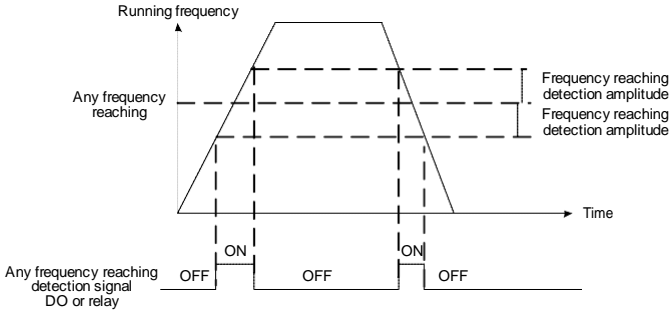 Running frequency
Any frequency
reaching
Frequency reaching
detection amplitude
Frequency reaching
detection amplitude
Time
Any frequency reaching
detection signal
DO or relay
OFF
ON
OFF
ON
OFF